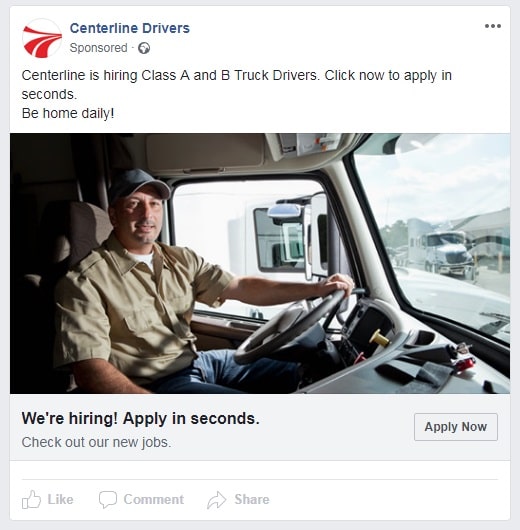 Centerline Drivers
Sponsored ·
Centerline is hiring Class A and B Truck Drivers. Click now to apply in
seconds.
Be home daily!
We're hiring! Apply in seconds.
Check out our new jobs.
Apply Now
Like Comment Share